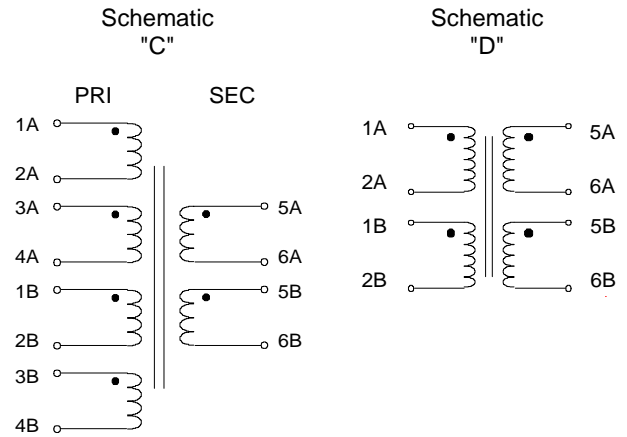 Schematic
"C"
PRI
SEC
1A
2A
3A
4A
1B
2B
3B
4B
5A
6A
5B
6B
Schematic
"D"
1A
2A
1B
2B
5A
6A
5B
6B